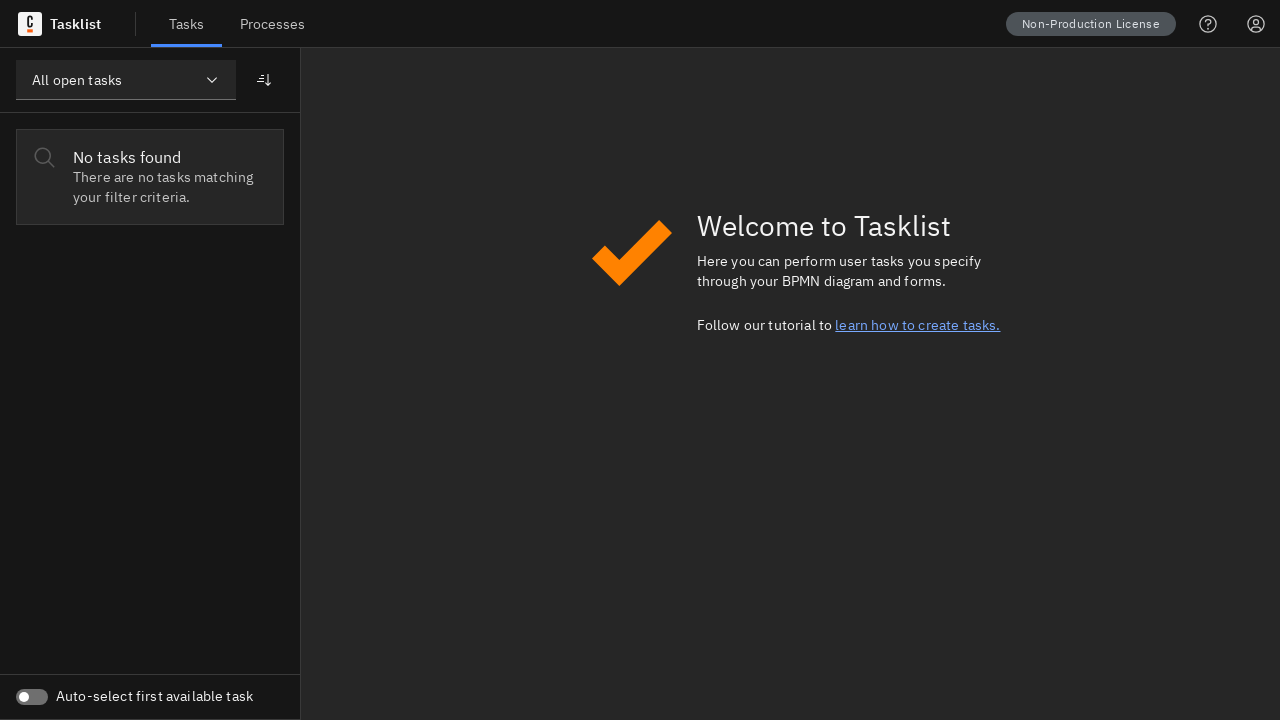 Tasklist
Tasks
Processes
Non-Production License
All open tasks
No tasks found
There are no tasks matching
your filter criteria.
Welcome to Tasklist
Here you can perform user tasks you specify
through your BPMN diagram and forms.
Follow our tutorial to learn how to create tasks.
Auto-select first available task